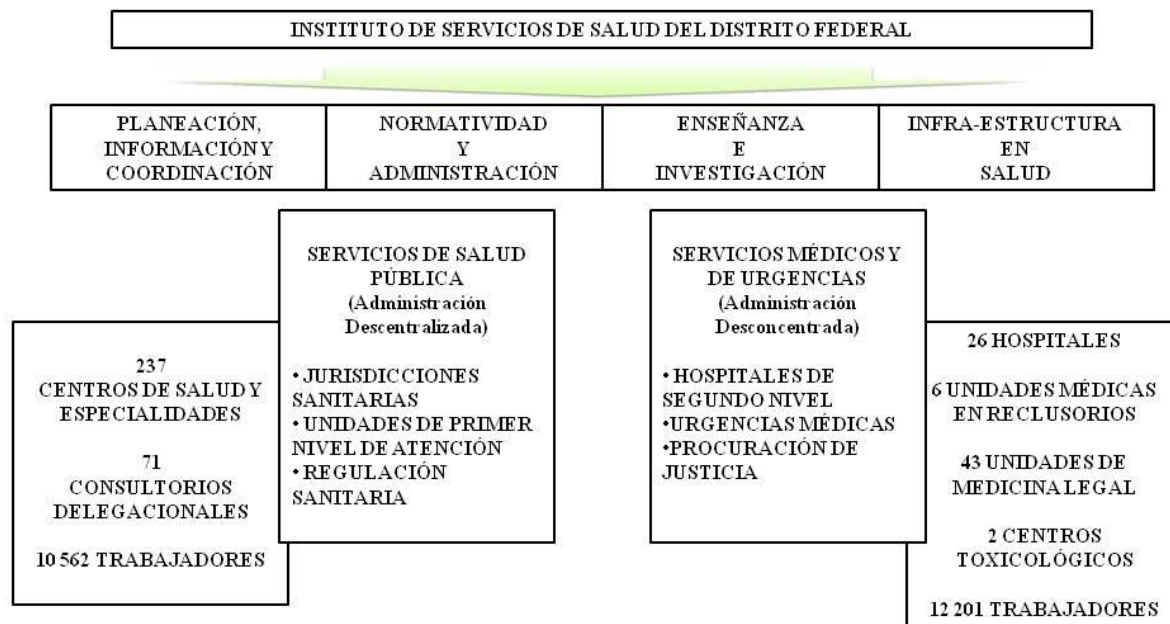 INSTITUTO DE SERVICIOS DE SALUD DEL DISTRITO FEDERAL
PLANEACIÓN,
INFORMACIÓN Y
COORDINACIÓN
NORMATIVIDAD
Y
ADMINISTRACIÓN
ENSEÑANZA
E
INVESTIGACIÓN
INFRA-ESTRUCTURA
EN
SALUD
237
CENTROS DE SALUD Y
ESPECIALIDADES
71
CONSULTORIOS
DELEGACIONALES
10 562 TRABAJADORES
SERVICIOS DE SALUD
PÚBLICA
(Administración
Descentralizada)
• JURISDICCIONES
SANITARIAS
• UNIDADES DE PRIMER
NIVEL DE ATENCIÓN
• REGULACIÓN
SANITARIA
SERVICIOS MÉDICOS Y
DE URGENCIAS
(Administración
Desconcentrada)
• HOSPITALES DE
SEGUNDO NIVEL
•URGENCIAS MÉDICAS
•PROCURACIÓN DE
JUSTICIA
26 HOSPITALES
6 UNIDADES MÉDICAS
EN RECLUSORIOS
43 UNIDADES DE
MEDICINA LEGAL
2 CENTROS
TOXICOLÓGICOS
12 201 TRABAJADORES